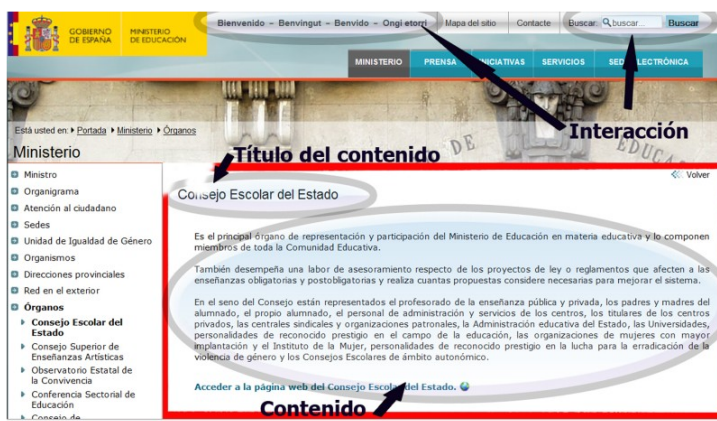 Bienvenido - Benvingut - Benvido - Ongi etorri
Mapa del sitio
Contacte
Buscar:
buscar...
Buscar
GOBIERNO
DE ESPAÑA
MINISTERIO
DE EDUCACIÓN
MINISTERIO
PRENSA
INICIATIVAS
SERVICIOS
SEDE ELECTRÓNICA
Interacción
Está usted en: Portada Ministerio Órganos
Título del contenido
DE
EDUCA
Ministerio
Volver
Ministro
Organigrama
Atención al ciudadano
Sedes
Unidad de Igualdad de Género
Organismos
Direcciones provinciales
Red en el exterior
Órganos
Consejo Escolar del
Estado
Consejo Superior de
Enseñanzas Artísticas
Observatorio Estatal de
la Convivencia
Conferencia Sectorial de
Educación
Consejo de
Consejo Escolar del Estado
Es el principal órgano de representación y participación del Ministerio de Educación en materia educativa y lo componen
miembros de toda la Comunidad Educativa.
También desempeña una labor de asesoramiento respecto de los proyectos de ley o reglamentos que afecten a las
enseñanzas obligatorias y postobligatorias y realiza cuantas propuestas considere necesarias para mejorar el sistema.
En el seno del Consejo están representados el profesorado de la enseñanza pública y privada, los padres y madres del
alumnado, el propio alumnado, el personal de administración y servicios de los centros, los titulares de los centros
privados, las centrales sindicales y organizaciones patronales, la Administración educativa del Estado, las Universidades,
personalidades de reconocido prestigio en el campo de la educación, las organizaciones de mujeres con mayor
implantación y el Instituto de la Mujer, personalidades de reconocido prestigio en la lucha para la erradicación de la
violencia de género y los Consejos Escolares de ámbito autonómico.
Acceder a la página web del Consejo Escolar del Estado.
Contenido